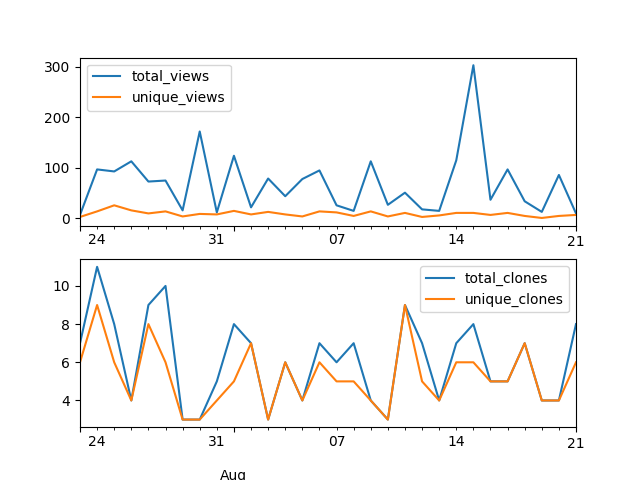 300
200
100
0
total_views
unique_views
24 31 07 14 21
10
8
6
4
total_clones
unique_clones
24 31 07 14 21
Aug